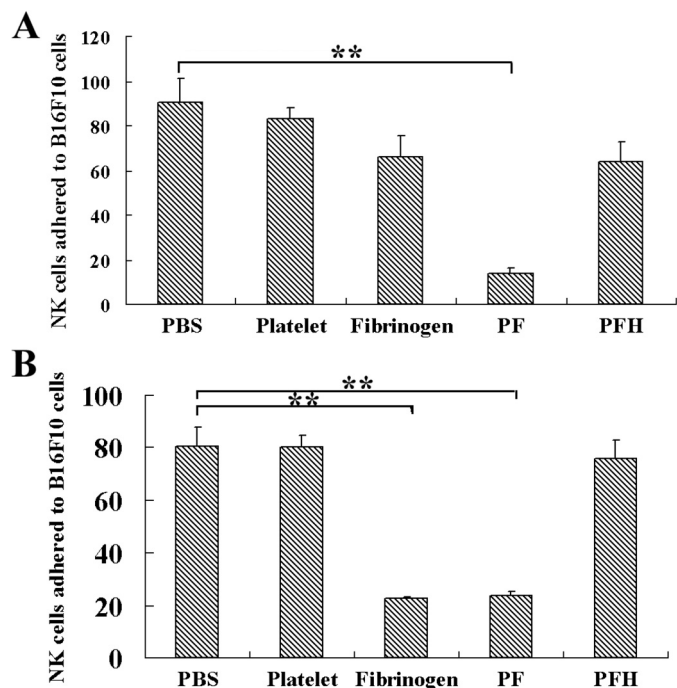 A
NK cells adhered to B16F10 cells
120
100
80
60
40
20
0
**
PBS Platelet Fibrinogen PF PFH
B
NK cells adhered to B16F10 cells
100
80
60
40
20
0
**
**
PBS Platelet Fibrinogen PF PFH